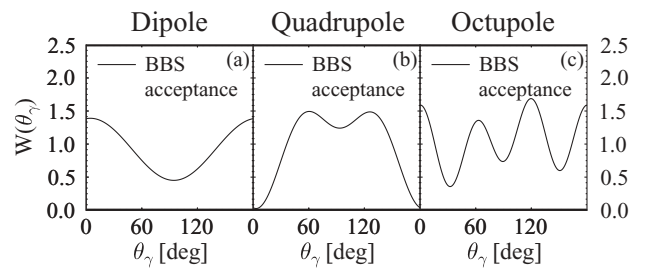 Dipole Quadrupole Octupole
2.5 BBS (a) BBS (b) BBS (c) 2.5
acceptance acceptance acceptance
2.0 2.0
1.5 1.5
W(θγ)
1.0 1.0
0.5 0.5
0.0 0.0
0 60 120 0 60 120 0 60 120
θγ [deg] θγ [deg] θγ [deg]